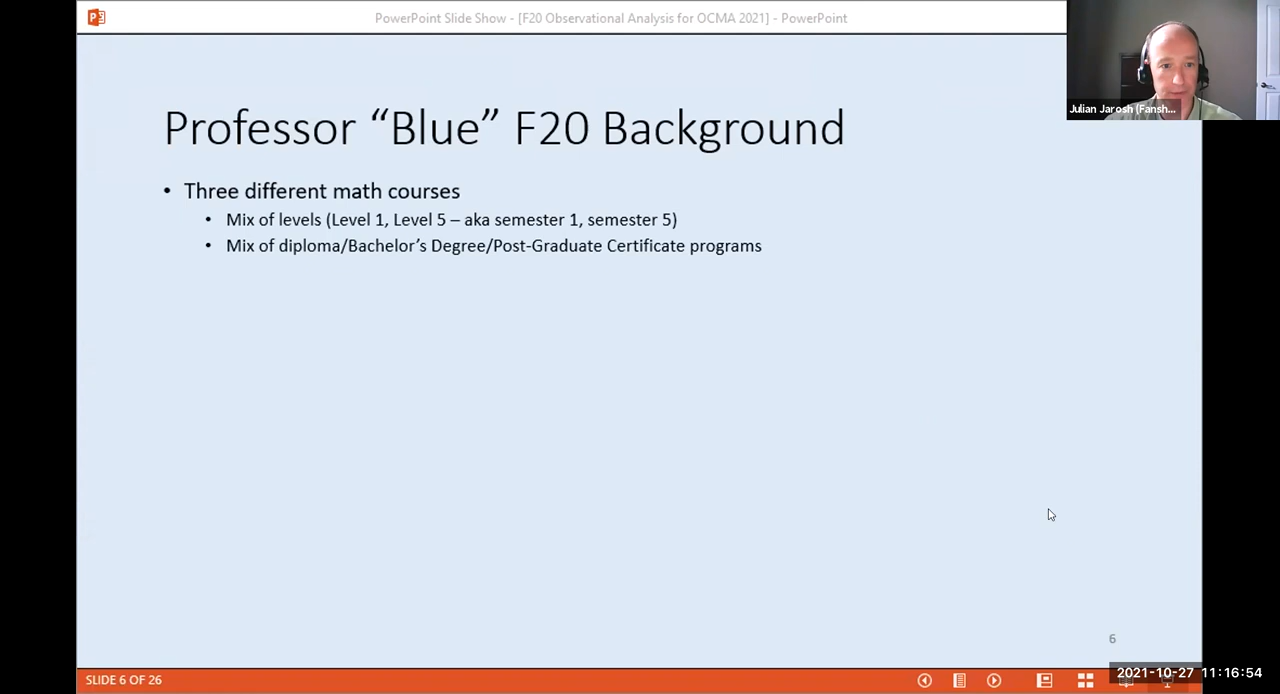 PowerPoint Slide Show - [F20 Observational Analysis for OCMA 2021] - PowerPoint
Julian Jarosh (Fansh...
Professor “Blue” F20 Background
• Three different math courses
• Mix of levels (Level 1, Level 5 – aka semester 1, semester 5)
• Mix of diploma/Bachelor’s Degree/Post-Graduate Certificate programs
6
SLIDE 6 OF 26
2021-10-27 11:16:54